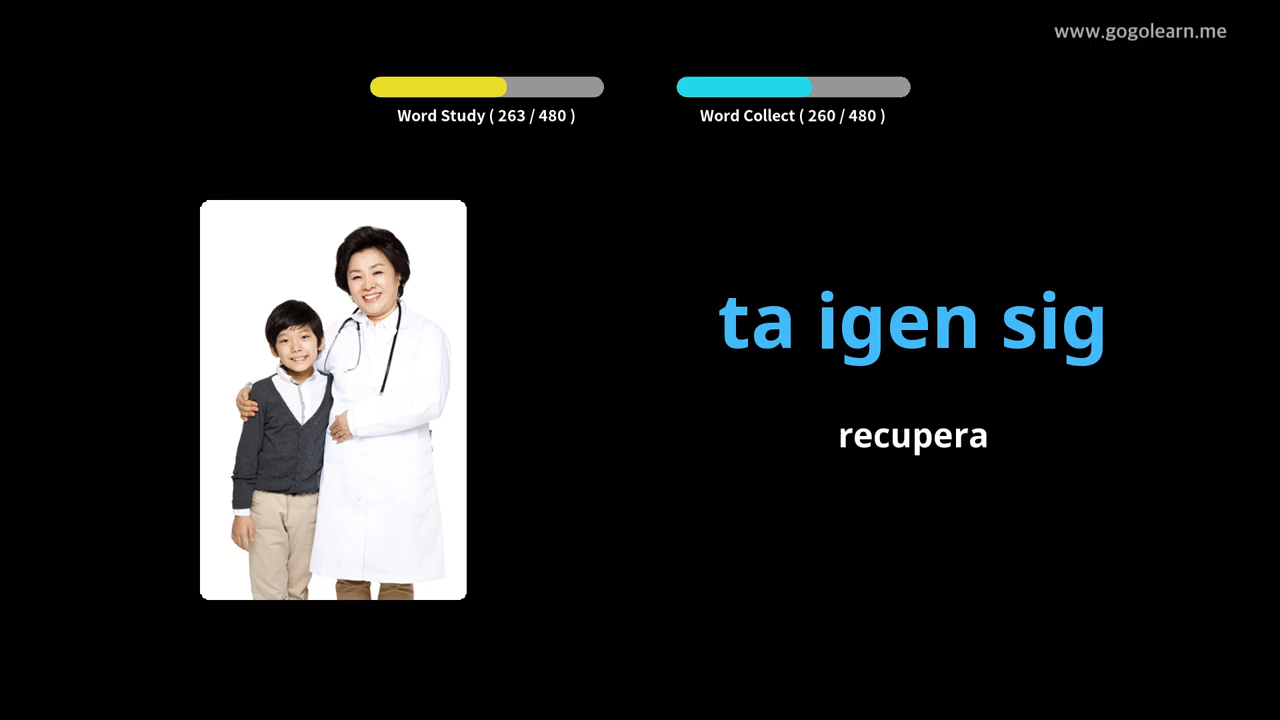 www.gogolearn.me
Word Study ( 263 / 480 )
Word Collect ( 260 / 480 )
ta igen sig
recupera